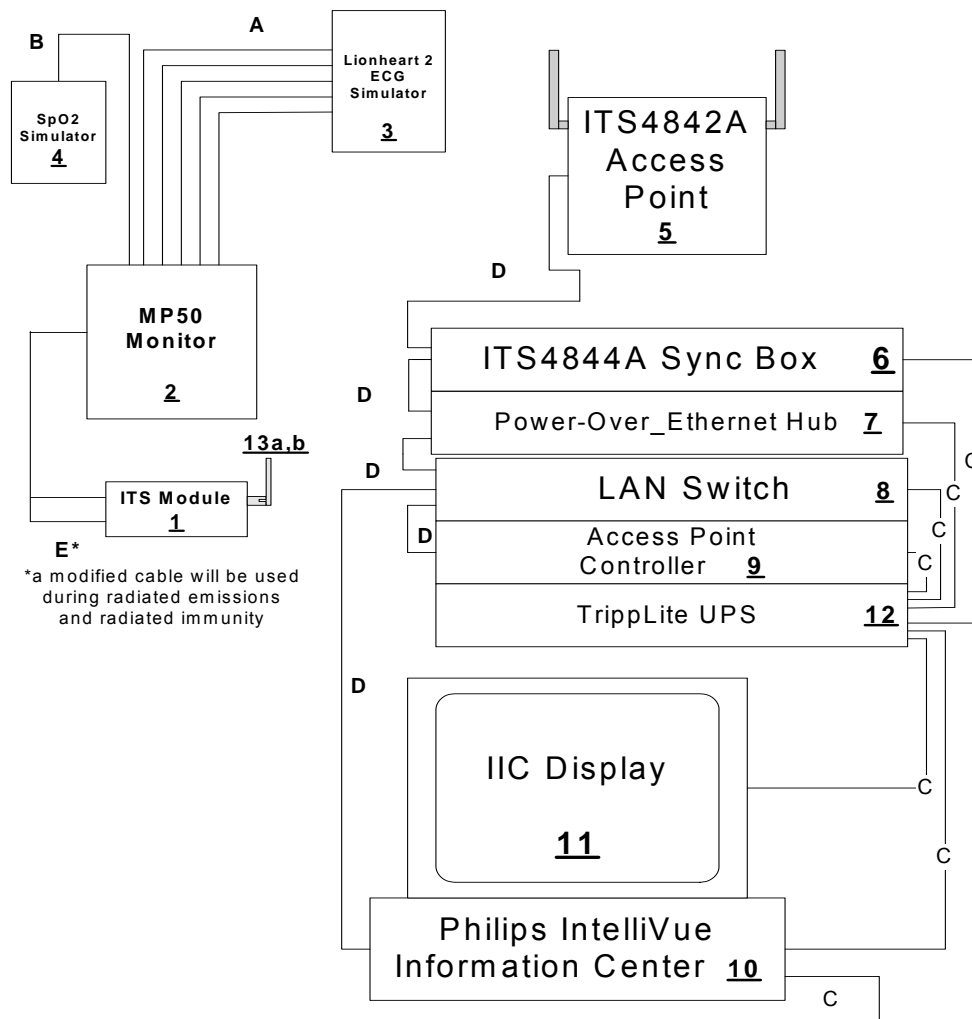 B
A
SpO2
Simulator
4
Lionheart 2
ECG
Simulator
3
ITS4842A
Access
Point
5
D
MP50
Monitor
2
13a,b
ITS Module
1
E*
*a modified cable will be used
during radiated emissions
and radiated immunity
ITS4844A Sync Box 6
D
Power-Over_Ethernet Hub 7
C
D
LAN Switch 8
C
C
D
Access Point
Controller 9
C
TrippLite UPS 12
D
IIC Display
11
C
C
Philips IntelliVue
Information Center 10
C